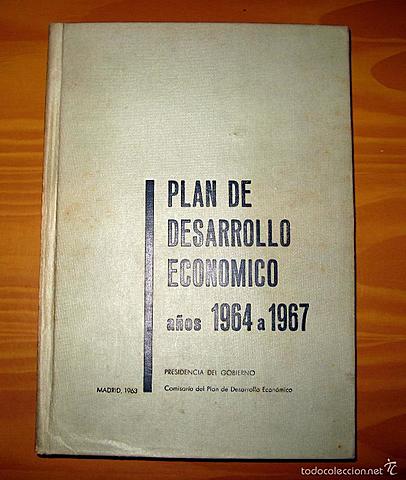 PLAN DE
DESARROLLO
ECONOMICO
años 1964 a 1967
PRESIDENCIA DEL GOBIERNO
MADRID, 1963
Comisaría del Plan de Desarrollo Económico
todocoleccion.net